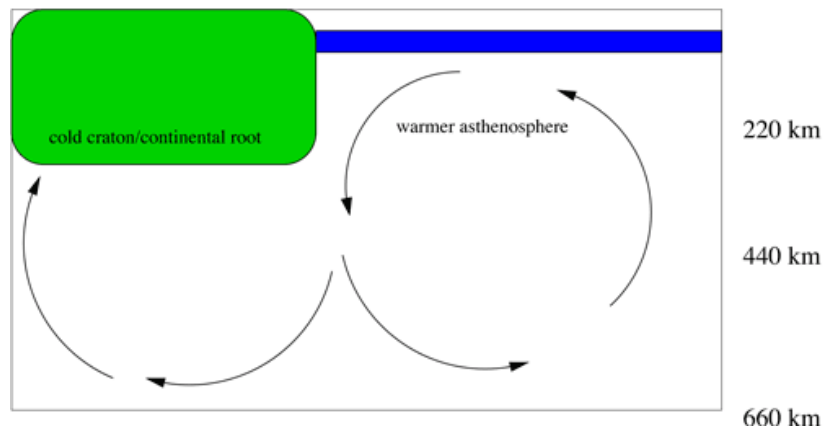 cold craton/continental root
warmer asthenosphere
220 km
440 km
660 km